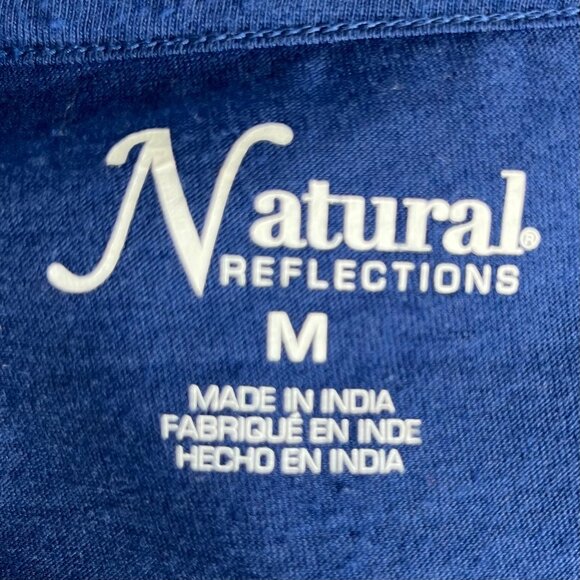 Natural®
REFLECTIONS
M
MADE IN INDIA
FABRIQUÉ EN INDE
HECHO EN INDIA